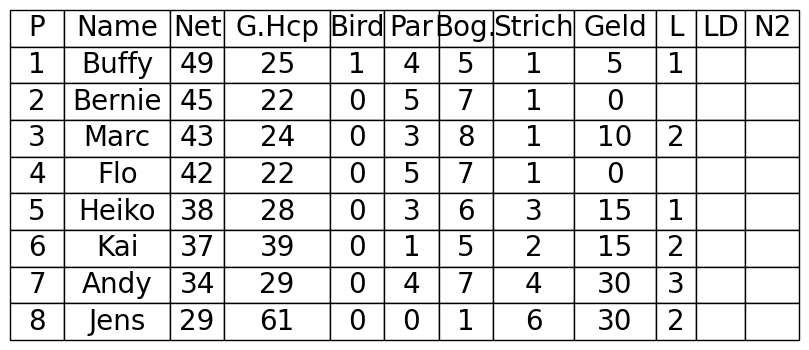 P Name Net G.Hcp Bird Par Bog. Strich Geld L LD N2
1 Buffy 49 25 1 4 5 1 5 1
2 Bernie 45 22 0 5 7 1 0
3 Marc 43 24 0 3 8 1 10 2
4 Flo 42 22 0 5 7 1 0
5 Heiko 38 28 0 3 6 3 15 1
6 Kai 37 39 0 1 5 2 15 2
7 Andy 34 29 0 4 7 4 30 3
8 Jens 29 61 0 0 1 6 30 2